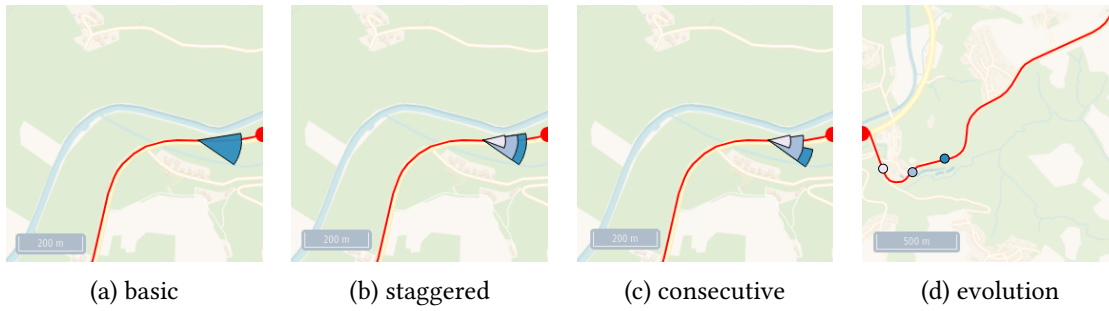 200 m
200 m
200 m
500 m
(a) basic
(b) staggered
(c) consecutive
(d) evolution